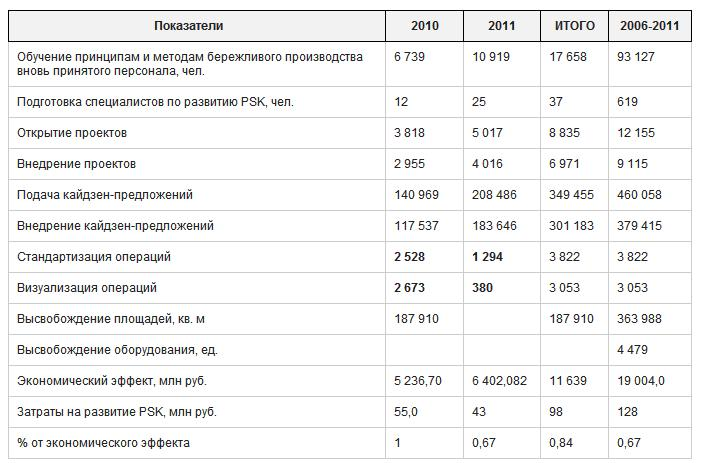 Показатели 2010 2011 ИТОГО 2006-2011
Обучение принципам и методам бережливого производства
вновь принятого персонала, чел. 6 739 10 919 17 658 93 127
Подготовка специалистов по развитию PSK, чел. 12 25 37 619
Открытие проектов 3 818 5 017 8 835 12 155
Внедрение проектов 2 955 4 016 6 971 9 115
Подача кайдзен-предложений 140 969 208 486 349 455 460 058
Внедрение кайдзен-предложений 117 537 183 646 301 183 379 415
Стандартизация операций 2 528 1 294 3 822 3 822
Визуализация операций 2 673 380 3 053 3 053
Высвобождение площадей, кв. м 187 910 187 910 363 988
Высвобождение оборудования, ед. 4 479
Экономический эффект, млн руб. 5 236,70 6 402,082 11 639 19 004,0
Затраты на развитие PSK, млн руб. 55,0 43 98 128
% от экономического эффекта 1 0,67 0,84 0,67